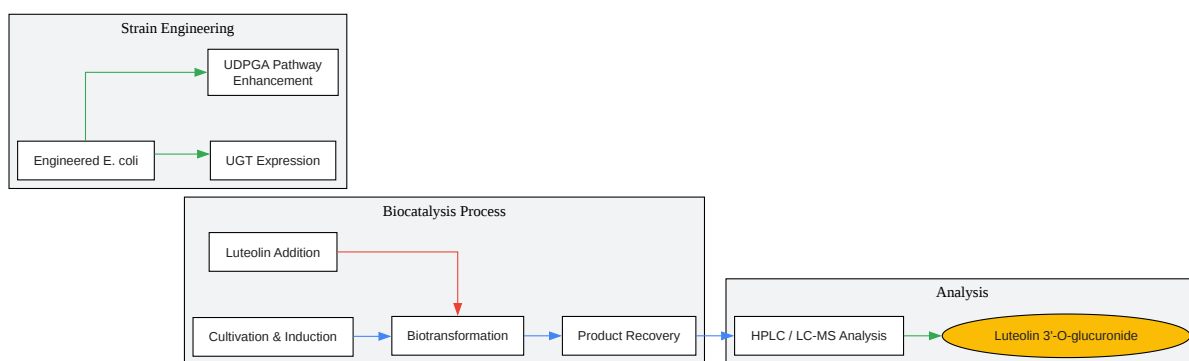 Strain Engineering
UDPGA Pathway
Enhancement
Engineered E. coli
UGT Expression
Biocatalysis Process
Luteolin Addition
Cultivation & Induction
Biotransformation
Product Recovery
Analysis
HPLC / LC-MS Analysis
Luteolin 3'-O-glucuronide